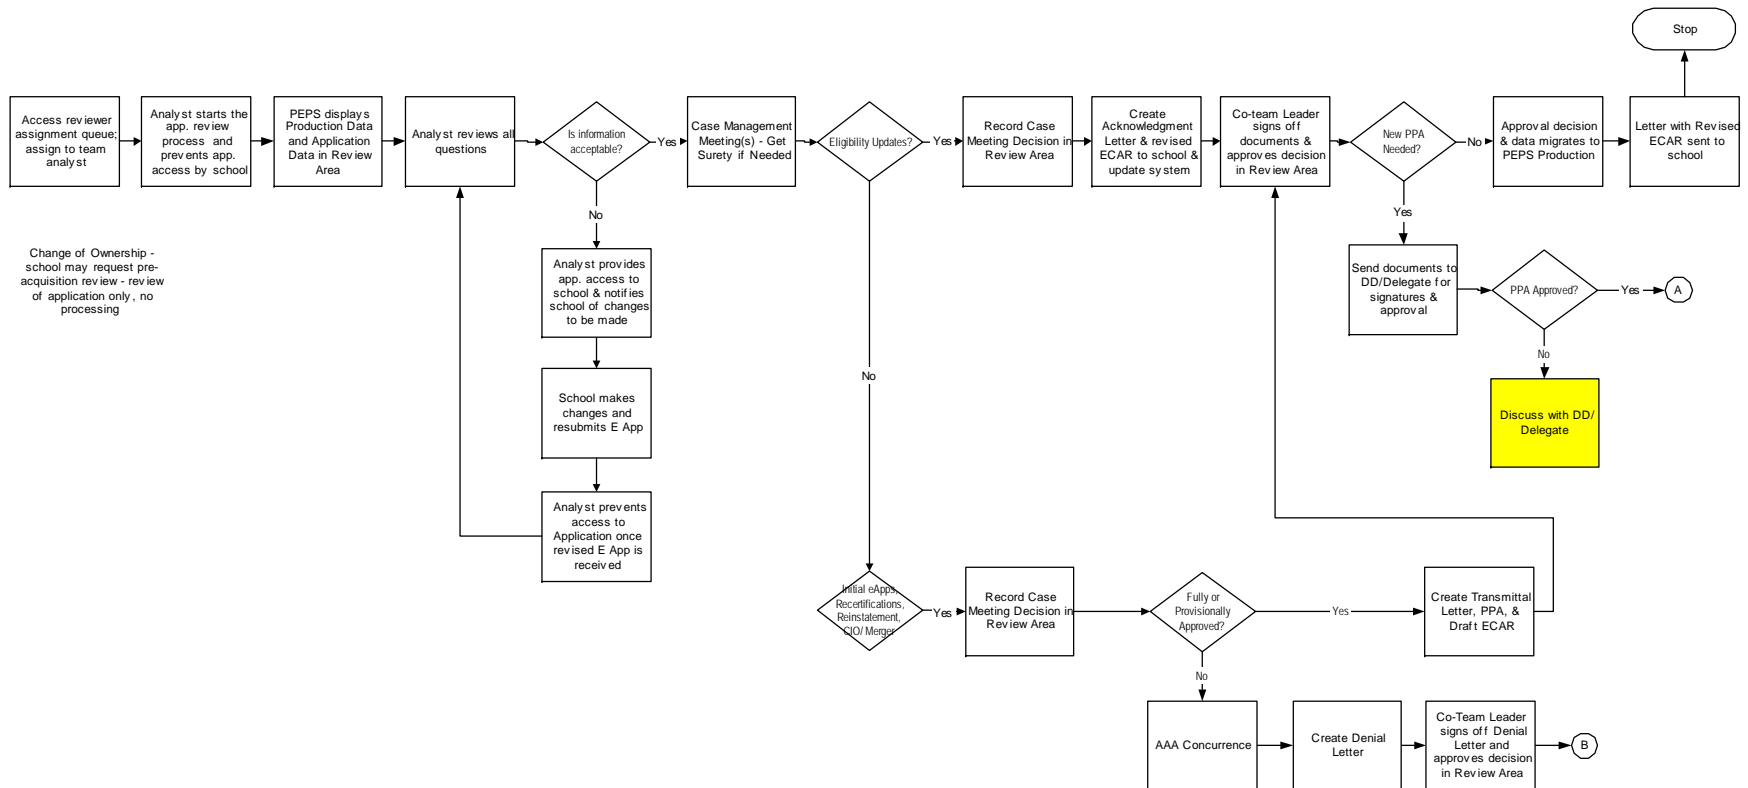 Stop
Access reviewer
assignment queue;
assign to team
analyst
Analyst starts the
app. review
process and
prevents app.
access by school
PEPS displays
Production Data
and Application
Data in Review
Area
Analyst reviews all
questions
Is information
acceptable?
Yes
Case Management
Meeting(s) - Get
Surety if Needed
Eligibility Updates?
Yes
Record Case
Meeting Decision in
Review Area
Create
Acknowledgment
Letter & revised
ECAR to school &
update system
Co-team Leader
signs off
documents &
approves decision
in Review Area
New PPA
Needed?
No
Approval decision
& data migrates to
PEPS Production
Letter with Revised
ECAR sent to
school
No
Yes
Change of Ownership -
school may request pre-
acquisition review - review
of application only, no
processing
Analyst provides
app. access to
school & notifies
school of changes
to be made
Send documents to
DD/Delegate for
signatures &
approval
PPA Approved?
Yes
A
No
No
School makes
changes and
resubmits E App
Discuss with DD/
Delegate
Analyst prevents
access to
Application once
revised E App is
received
Initial eApps,
Recertifications,
Reinstatement,
CIO/ Merger
Yes
Record Case
Meeting Decision in
Review Area
Fully or
Provisionally
Approved?
Yes
Create Transmittal
Letter, PPA, &
Draft ECAR
No
AAA Concurrence
Create Denial
Letter
Co-Team Leader
signs off Denial
Letter and
approves decision
in Review Area
B